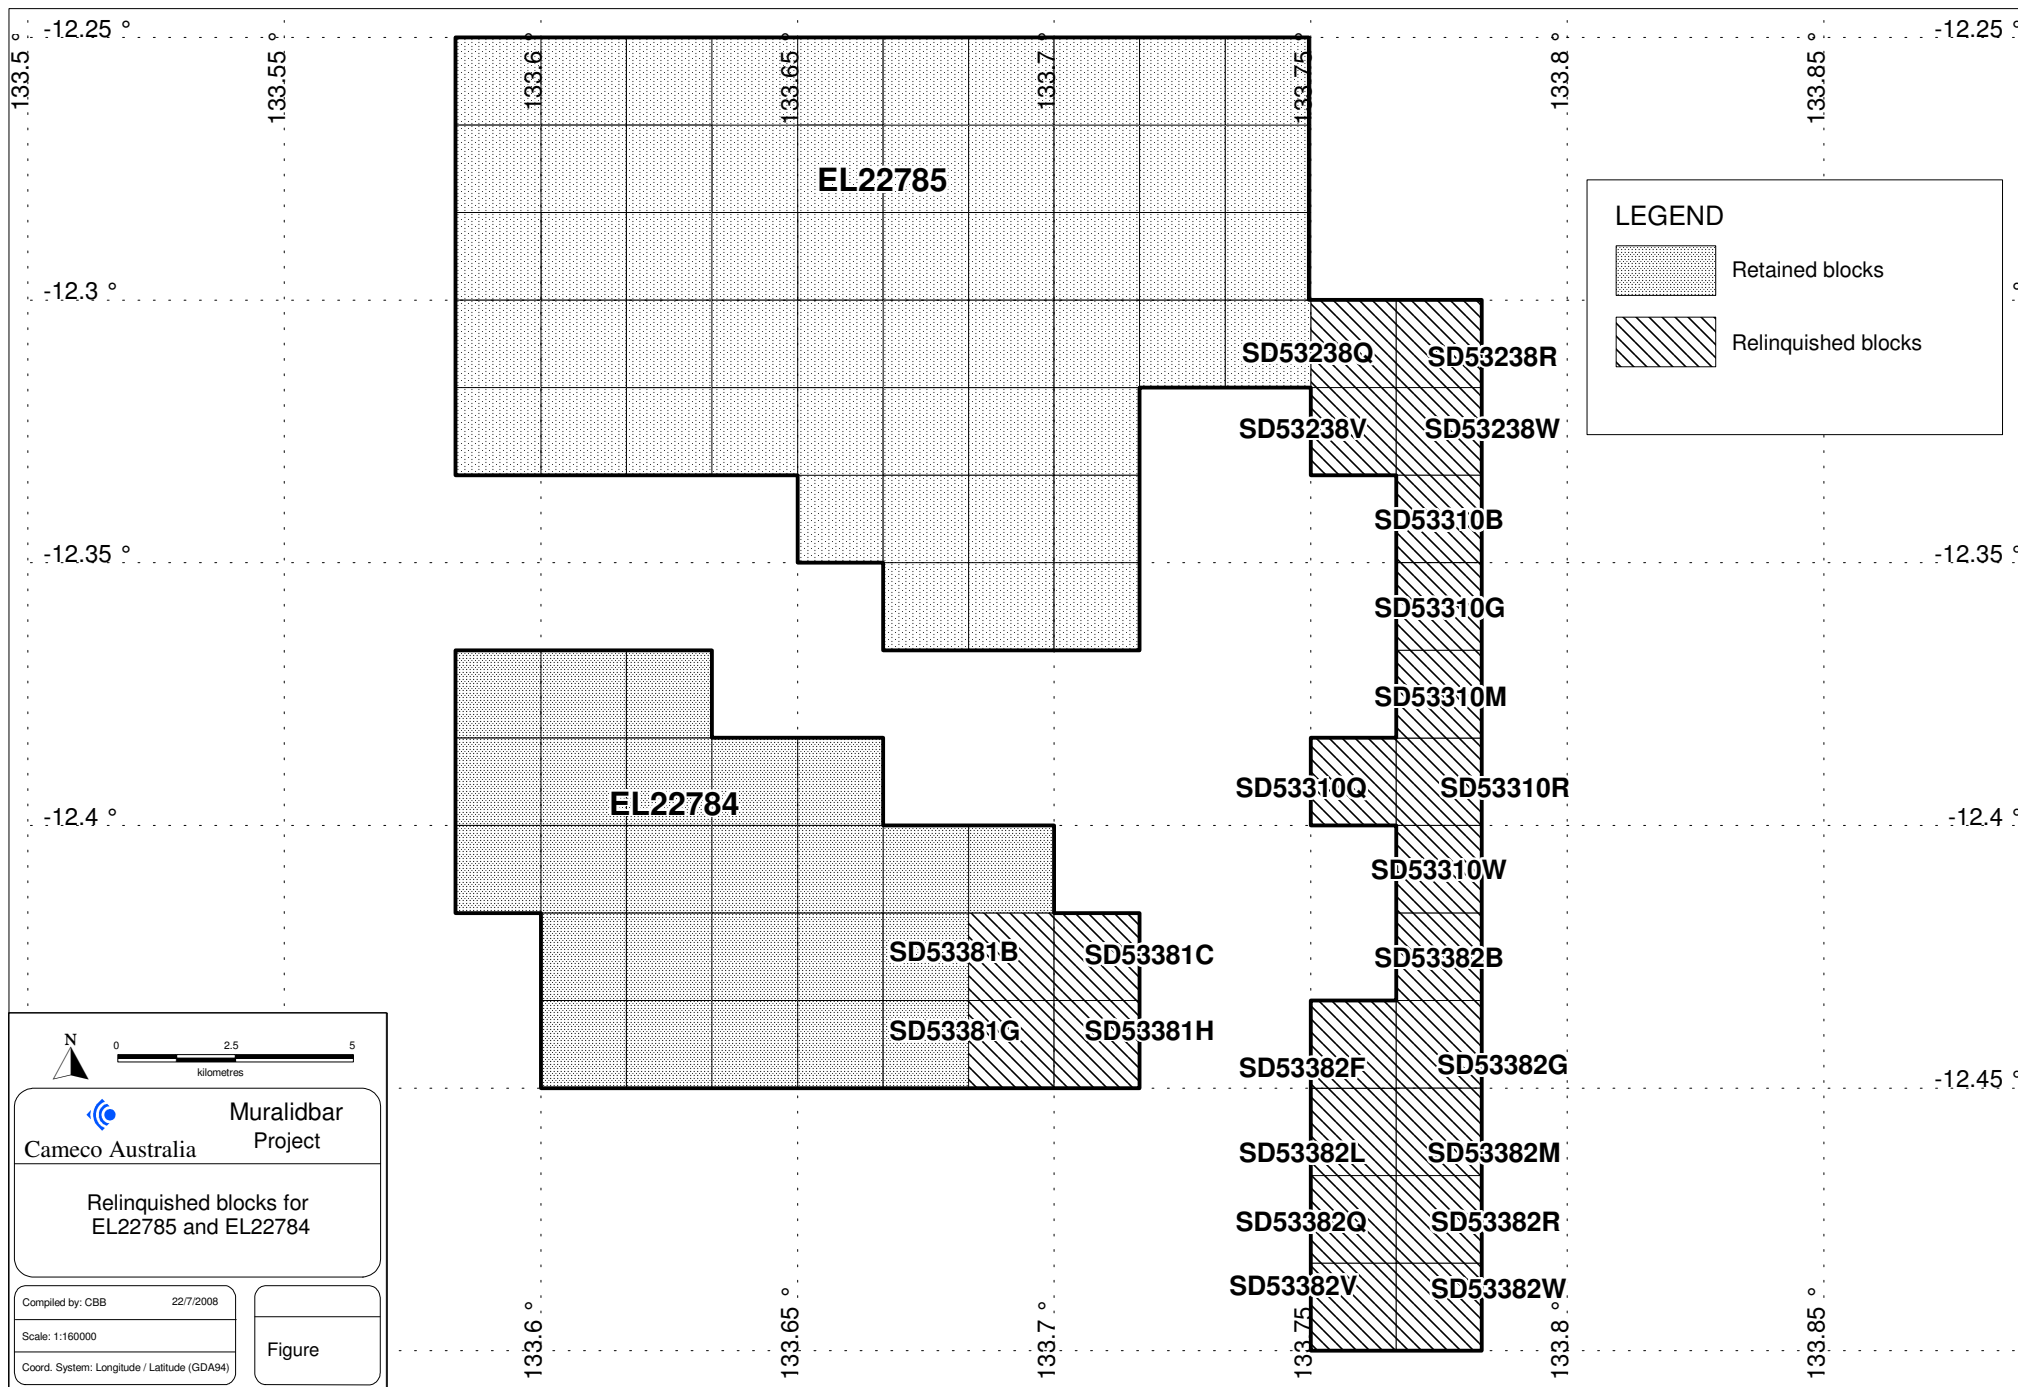 -12.25 °
-12.25 °
133.5 °
133.55 °
133.6 °
133.65 °
133.7 °
133.75 °
133.8 °
133.85 °
EL22785
LEGEND
Retained blocks
Relinquished blocks
-12.3 °
°
SD53238Q
SD53238R
SD53238V
SD53238W
SD53310B
-12.35 °
-12.35 °
SD53310G
SD53310M
SD53310Q
SD53310R
EL22784
-12.4 °
-12.4 °
SD53310W
SD53381B
SD53381C
SD53382B
SD53381G
SD53381H
SD53382F
SD53382G
-12.45 °
SD53382L
SD53382M
SD53382Q
SD53382R
SD53382V
SD53382W
133.6 °
133.65 °
133.7 °
133.75 °
133.8 °
133.85 °
N
0 2.5 5
kilometres
Cameco Australia
Muralidbar
Project
Relinquished blocks for
EL22785 and EL22784
Compiled by: CBB 22/7/2008
Scale: 1:160000
Coord. System: Longitude / Latitude (GDA94)
Figure